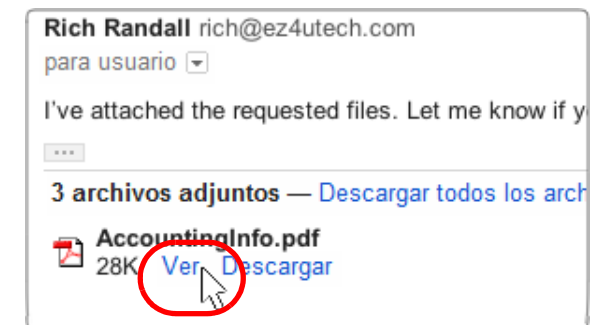 Rich Randall rich@ez4utech.com
para usuario
I've attached the requested files. Let me know if
3 archivos adjuntos — Descargar todos los
AccountingInfo.pdf
28K Ver Descargar